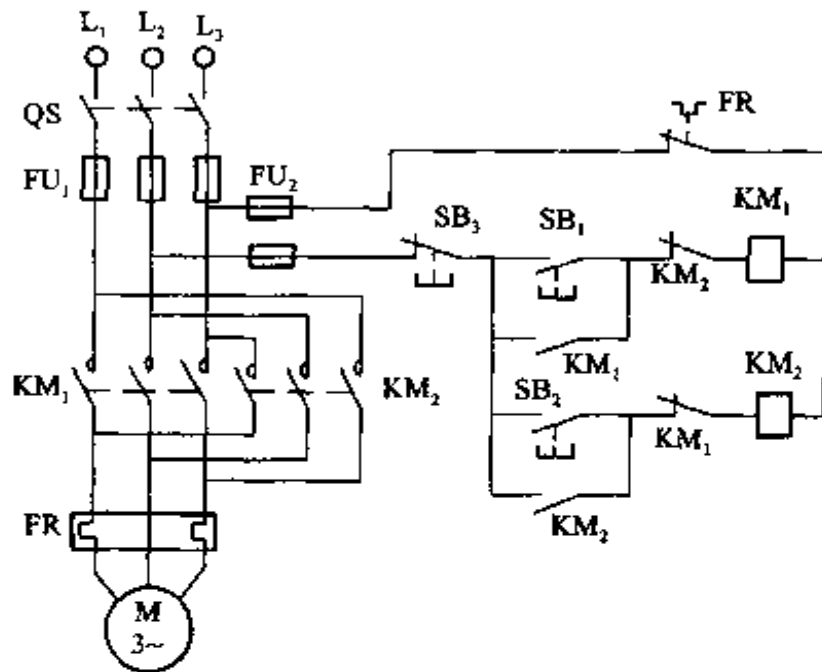 L₁ L₂ L₃
QS
FR
FU₁
FU₂
KM₁
SB₃
SB₁
KM₂
KM₁
KM₁
KM₂
KM₂
SB₂
KM₁
KM₂
FR
M
3~